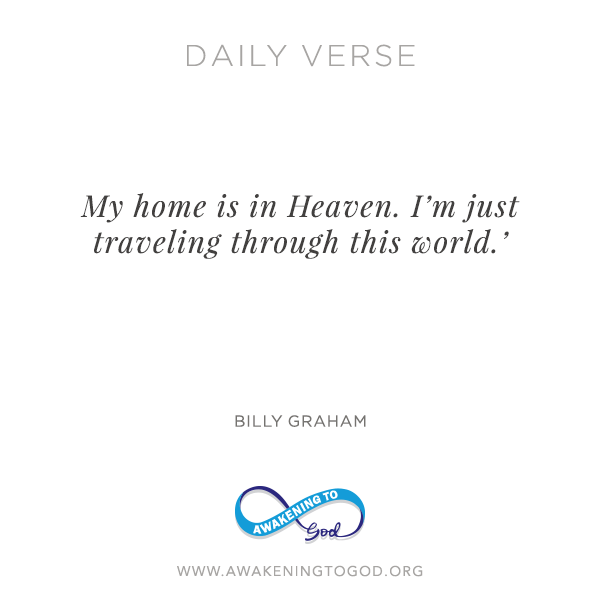 DAILY VERSE
My home is in Heaven. I’m just
traveling through this world.’
BILLY GRAHAM
AWAKENING TO
God
WWW.AWAKENINGTOGOD.ORG